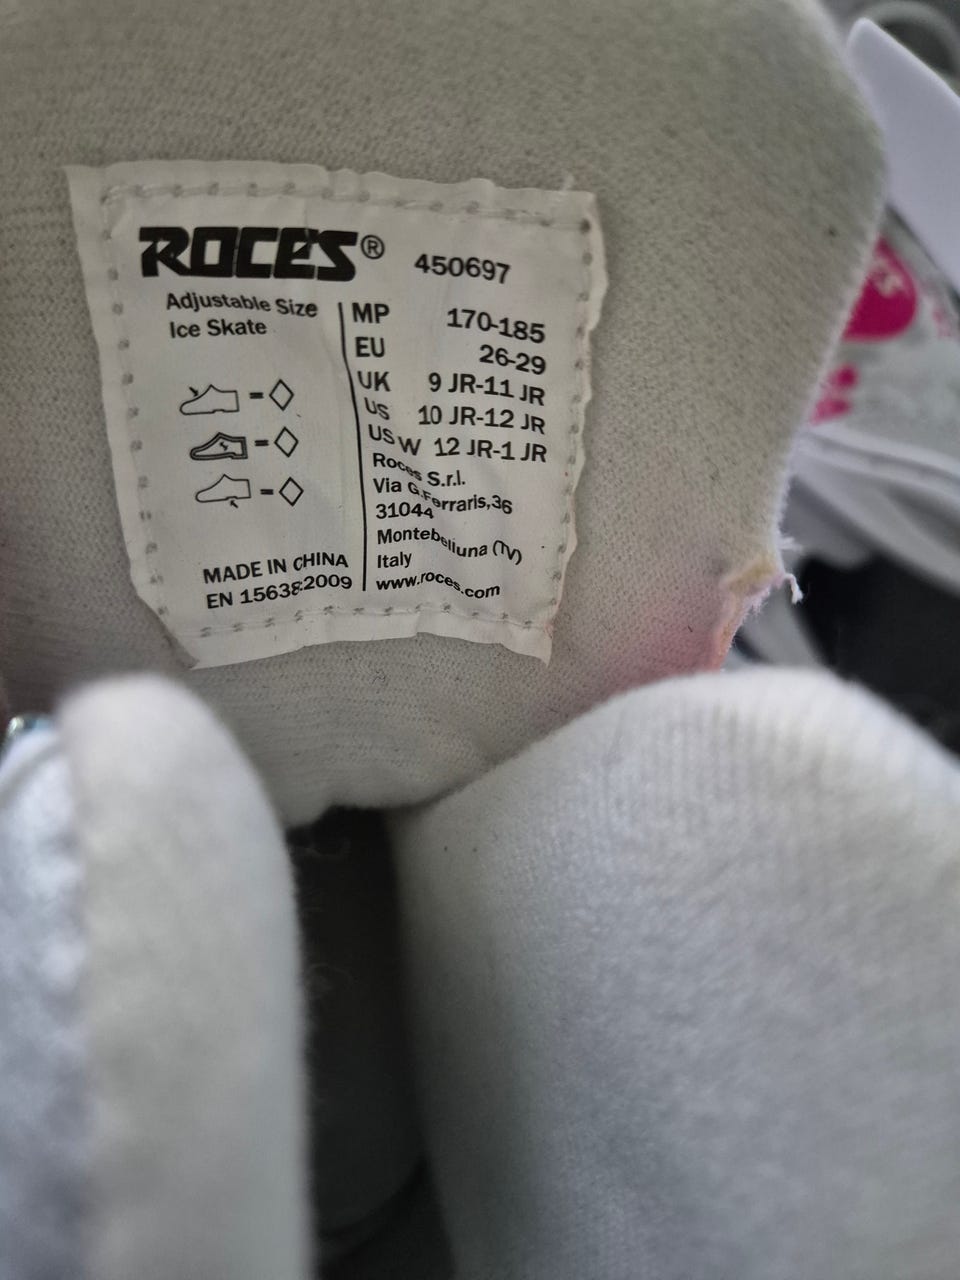 ROCES® 450697
Adjustable Size
Ice Skate
MP 170-185
EU 26-29
UK 9 JR-11 JR
US 10 JR-12 JR
US W 12 JR-1 JR
Roces S.r.l.
Via G.Ferraris,36
31044
Montebelluna (TV)
Italy
www.roces.com
MADE IN CHINA
EN 15638:2009